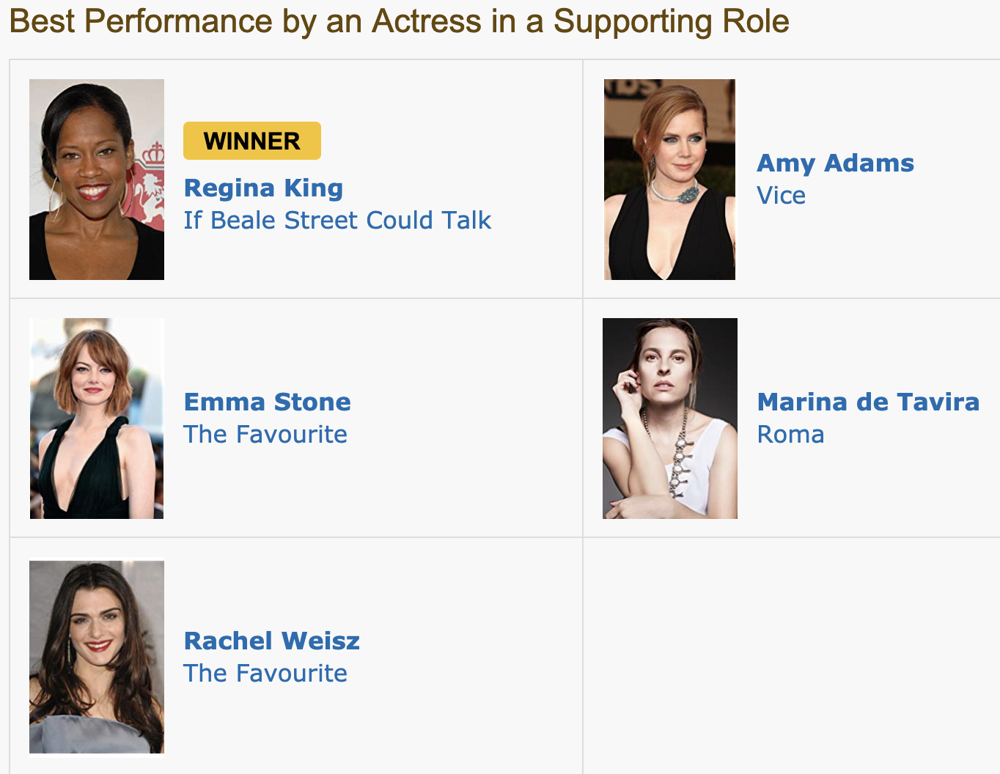 Best Performance by an Actress in a Supporting Role
WINNER
Regina King
If Beale Street Could Talk
Amy Adams
Vice
Emma Stone
The Favourite
Marina de Tavira
Roma
Rachel Weisz
The Favourite